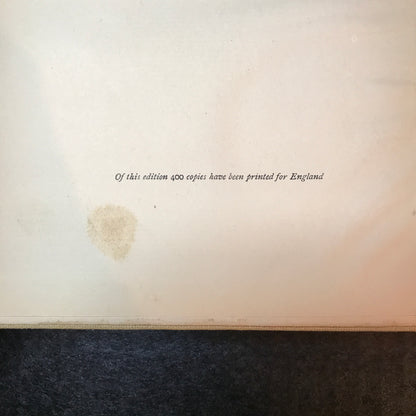 Of this edition 400 copies have been printed for England